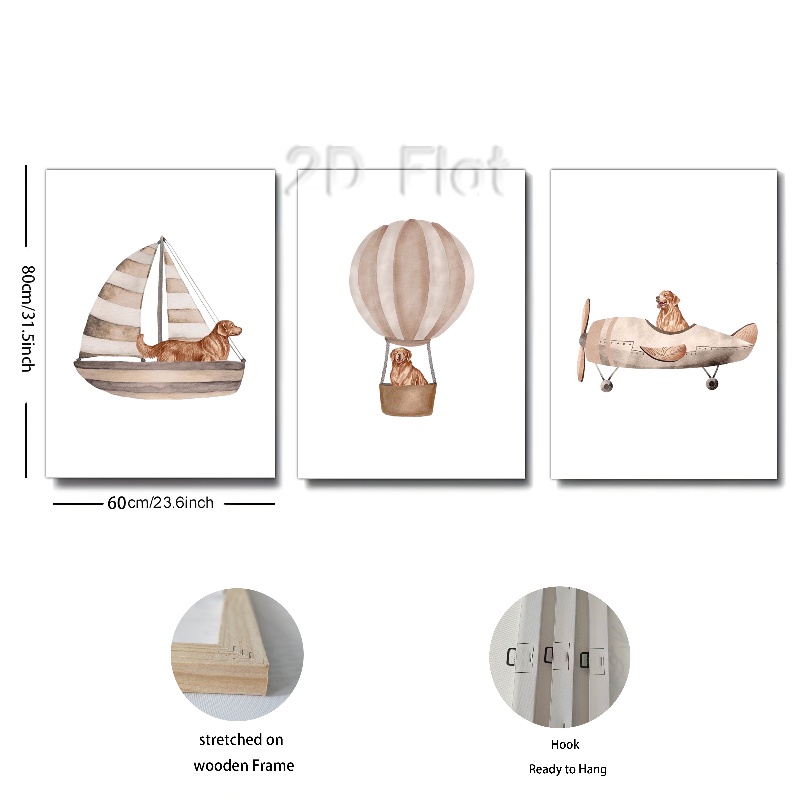 2D Flat
80cm/31.5inch
60cm/23.6inch
stretched on
wooden Frame
Hook
Ready to Hang